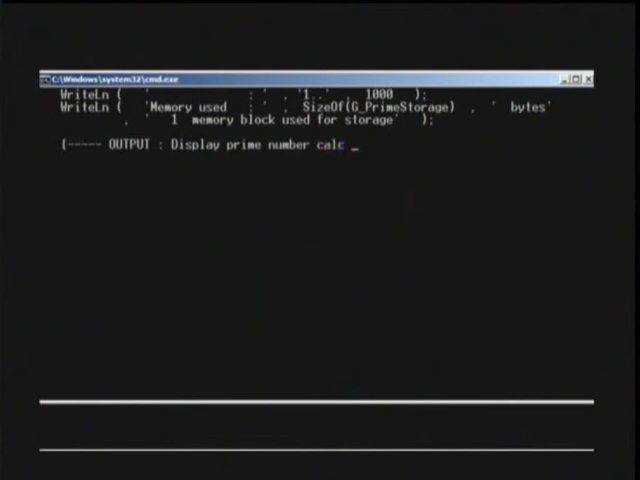 C:\Windows\system32\cmd.exe
WriteLn ( ' : ' , '1..' , 1000 );
WriteLn ( 'Memory used : ' , SizeOf(G_PrimeStorage) , ' bytes'
, ' 1 memory block used for storage' );
(----- OUTPUT : Display prime number calc _